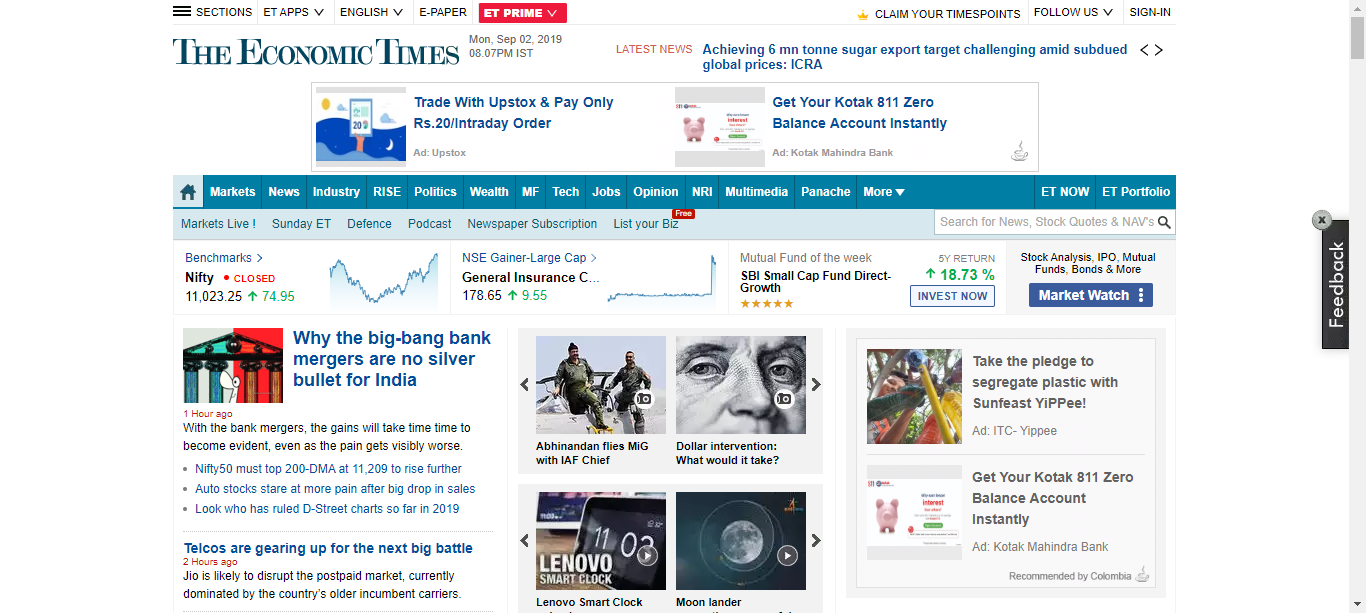 SECTIONS ET APPS ENGLISH E-PAPER ET PRIME CLAIM YOUR TIMESPOINTS FOLLOW US SIGN-IN
THE ECONOMIC TIMES
Mon, Sep 02, 2019
08.07PM IST
LATEST NEWS
Achieving 6 mn tonne sugar export target challenging amid subdued
global prices: ICRA
Trade With Upstox & Pay Only
Rs.20/Intraday Order
Ad: Upstox
Get Your Kotak 811 Zero
Balance Account Instantly
Ad: Kotak Mahindra Bank
Markets News Industry RISE Politics Wealth MF Tech Jobs Opinion NRI Multimedia Panache More ET NOW ET Portfolio
Markets Live ! Sunday ET Defence Podcast Newspaper Subscription List your Biz Free
Search for News, Stock Quotes & NAV's
x
Feedback
Benchmarks
Nifty CLOSED
11,023.25 74.95
NSE Gainer-Large Cap
General Insurance C...
178.65 9.55
Mutual Fund of the week
SBI Small Cap Fund Direct-
Growth
5Y RETURN
18.73 %
INVEST NOW
Stock Analysis, IPO, Mutual
Funds, Bonds & More
Market Watch
Why the big-bang bank
mergers are no silver
bullet for India
1 Hour ago
With the bank mergers, the gains will take time time to
become evident, even as the pain gets visibly worse.
Nifty50 must top 200-DMA at 11,209 to rise further
Auto stocks stare at more pain after big drop in sales
Look who has ruled D-Street charts so far in 2019
Telcos are gearing up for the next big battle
2 Hours ago
Jio is likely to disrupt the postpaid market, currently
dominated by the country's older incumbent carriers.
Abhinandan flies MiG
with IAF Chief
Dollar intervention:
What would it take?
11 03
LENOVO
SMART CLOCK
Lenovo Smart Clock
Moon lander
Take the pledge to
segregate plastic with
Sunfeast YiPPee!
Ad: ITC- Yippee
Get Your Kotak 811 Zero
Balance Account
Instantly
Ad: Kotak Mahindra Bank
Recommended by Colombia